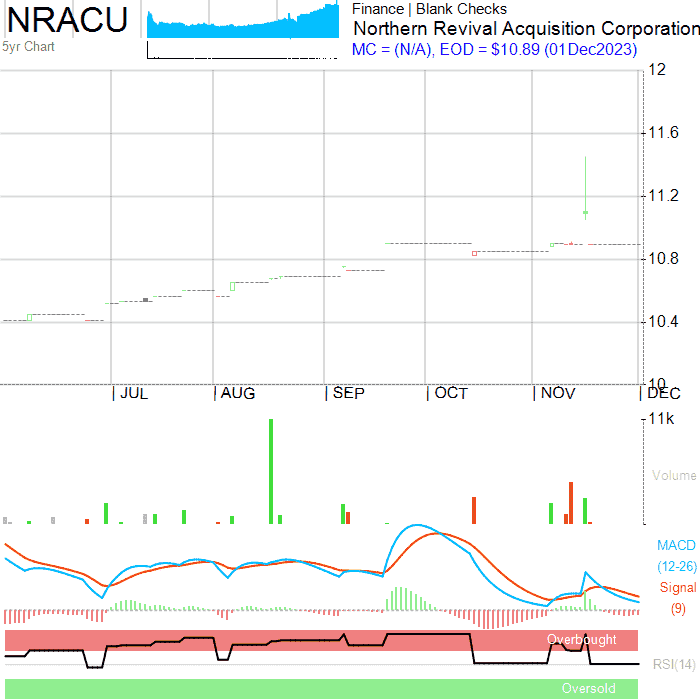 NRACU
5yr Chart
Finance | Blank Checks
Northern Revival Acquisition Corporation
MC = (N/A), EOD = $10.89 (01Dec2023)
12
11.6
11.2
10.8
10.4
10
| JUL | AUG | SEP | OCT | NOV | DEC
11k
Volume
MACD
(12-26)
Signal
(9)
Overbought
RSI(14)
Oversold